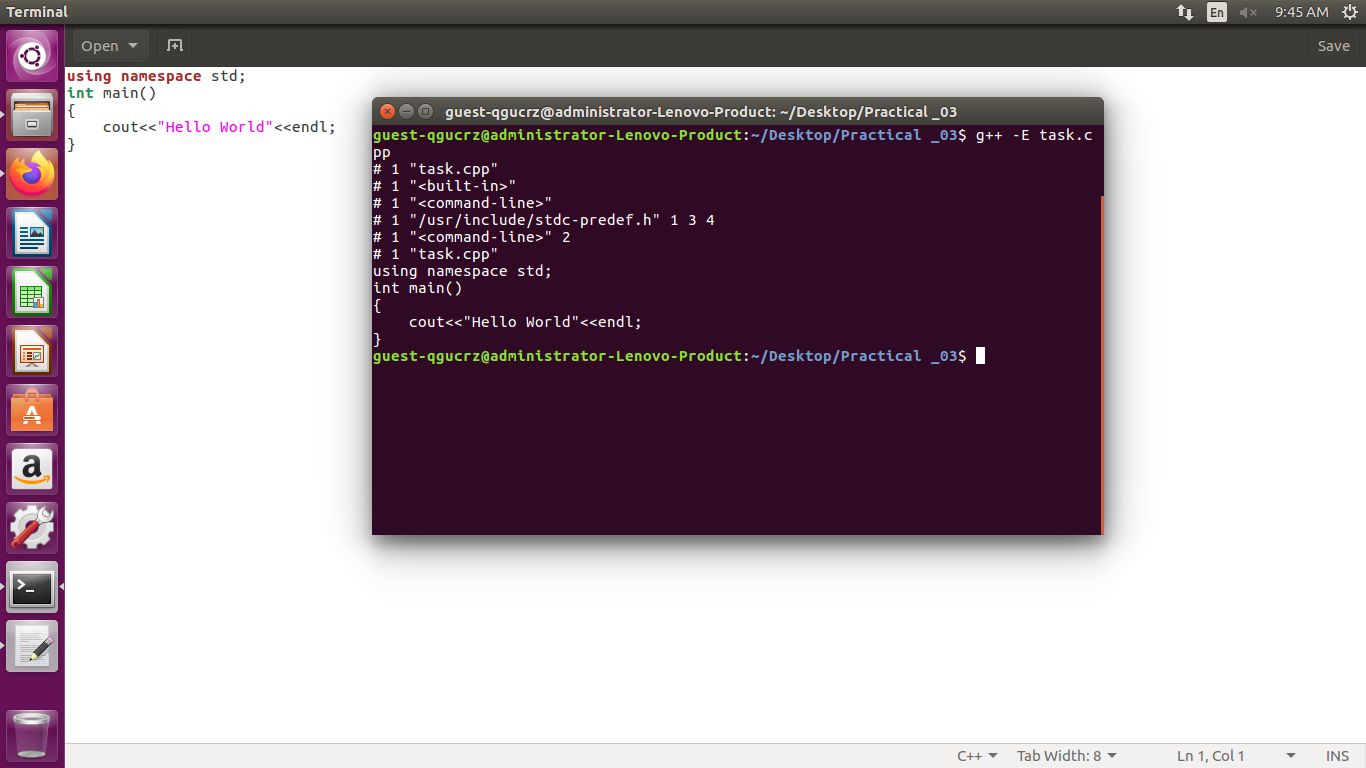 Terminal
En
9:45 AM
Open
Save
using namespace std;
int main()
{
    cout<<"Hello World"<<endl;
}
guest-qgucrz@administrator-Lenovo-Product: ~/Desktop/Practical _03
guest-qgucrz@administrator-Lenovo-Product:~/Desktop/Practical _03$ g++ -E task.c
pp
# 1 "task.cpp"
# 1 "<built-in>"
# 1 "<command-line>"
# 1 "/usr/include/stdc-predef.h" 1 3 4
# 1 "<command-line>" 2
# 1 "task.cpp"
using namespace std;
int main()
{
    cout<<"Hello World"<<endl;
}
guest-qgucrz@administrator-Lenovo-Product:~/Desktop/Practical _03$
C++
Tab Width: 8
Ln 1, Col 1
INS